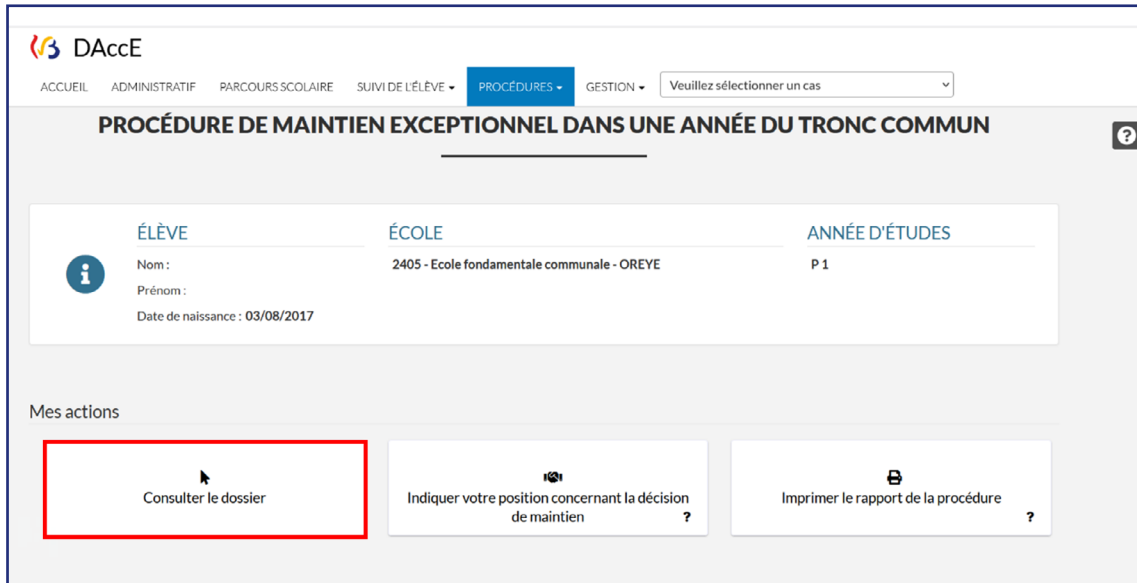 DAccE
ACCUEIL ADMINISTRATIF PARCOURS SCOLAIRE SUIVI DE L'ÉLÈVE PROCÉDURES GESTION Veuillez sélectionner un cas
PROCÉDURE DE MAINTIEN EXCEPTIONNEL DANS UNE ANNÉE DU TRONC COMMUN
?
ÉLÈVE ÉCOLE ANNÉE D'ÉTUDES
i
Nom : 2405 - Ecole fondamentale communale - OREYE P 1
Prénom :
Date de naissance : 03/08/2017
Mes actions
Consulter le dossier Indiquer votre position concernant la décision Imprimer le rapport de la procédure
de maintien ? ?